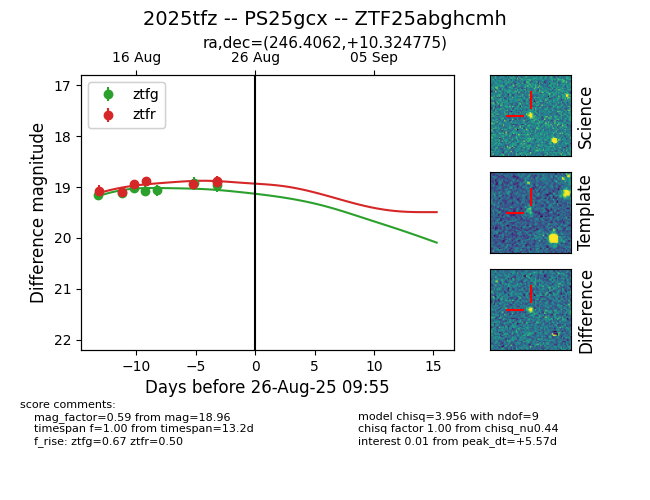 2025tfz -- PS25gcx -- ZTF25abghcmh
ra,dec=(246.4062,+10.324775)
16 Aug 26 Aug 05 Sep
ztfg
ztfr
17
18
19
20
21
22
Difference magnitude
−10 −5 0 5 10 15
Days before 26-Aug-25 09:55
Science
Template
Difference
score comments:
mag_factor=0.59 from mag=18.96
timespan f=1.00 from timespan=13.2d
f_rise: ztfg=0.67 ztfr=0.50
model chisq=3.956 with ndof=9
chisq factor 1.00 from chisq_nu0.44
interest 0.01 from peak_dt=+5.57d